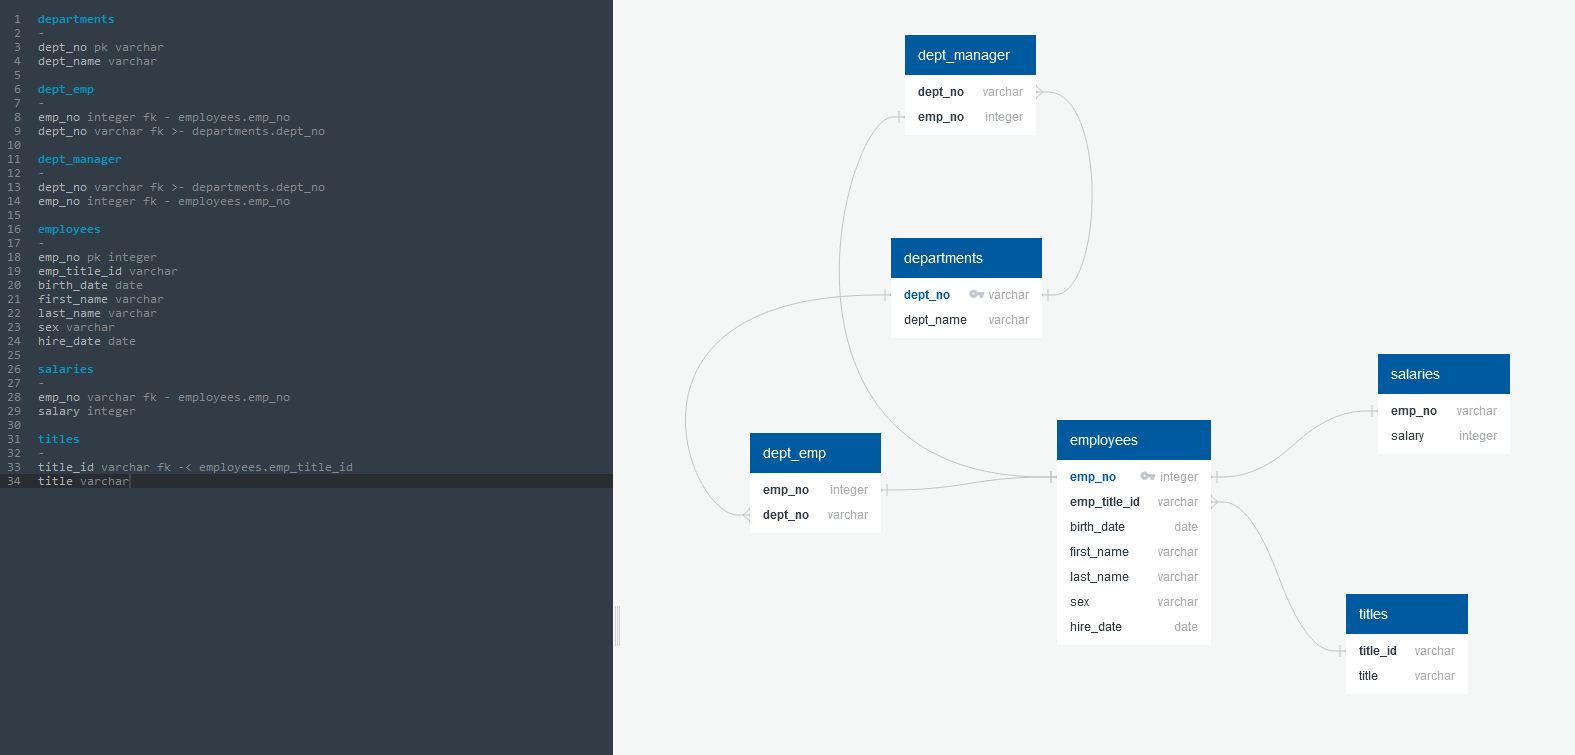 1 departments
2 -
3 dept_no pk varchar
4 dept_name varchar
5
6 dept_emp
7 -
8 emp_no integer fk - employees.emp_no
9 dept_no varchar fk >- departments.dept_no
10
11 dept_manager
12 -
13 dept_no varchar fk >- departments.dept_no
14 emp_no integer fk - employees.emp_no
15
16 employees
17 -
18 emp_no pk integer
19 emp_title_id varchar
20 birth_date date
21 first_name varchar
22 last_name varchar
23 sex varchar
24 hire_date date
25
26 salaries
27 -
28 emp_no varchar fk - employees.emp_no
29 salary integer
30
31 titles
32 -
33 title_id varchar fk -< employees.emp_title_id
34 title varchar
dept_manager
dept_no varchar
emp_no integer
departments
dept_no varchar
dept_name varchar
salaries
emp_no varchar
salary integer
employees
emp_no integer
emp_title_id varchar
birth_date date
first_name varchar
last_name varchar
sex varchar
hire_date date
dept_emp
emp_no integer
dept_no varchar
titles
title_id varchar
title varchar